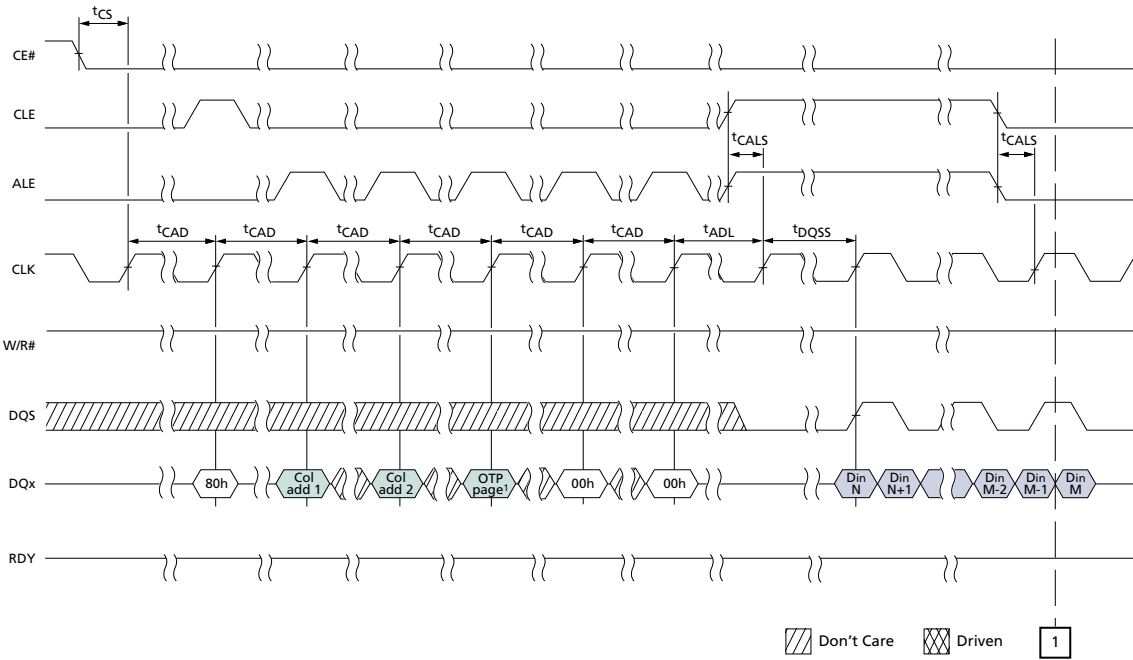 tCS
CE#
CLE
tCALS
tCALS
ALE
tCAD
tCAD
tCAD
tCAD
tCAD
tCAD
tADL
tDQSS
CLK
W/R#
DQS
DQx
80h
Col add 1
Col add 2
OTP page¹
00h
00h
Din N
Din N+1
Din M-2
Din M-1
Din M
RDY
Don't Care
Driven
1